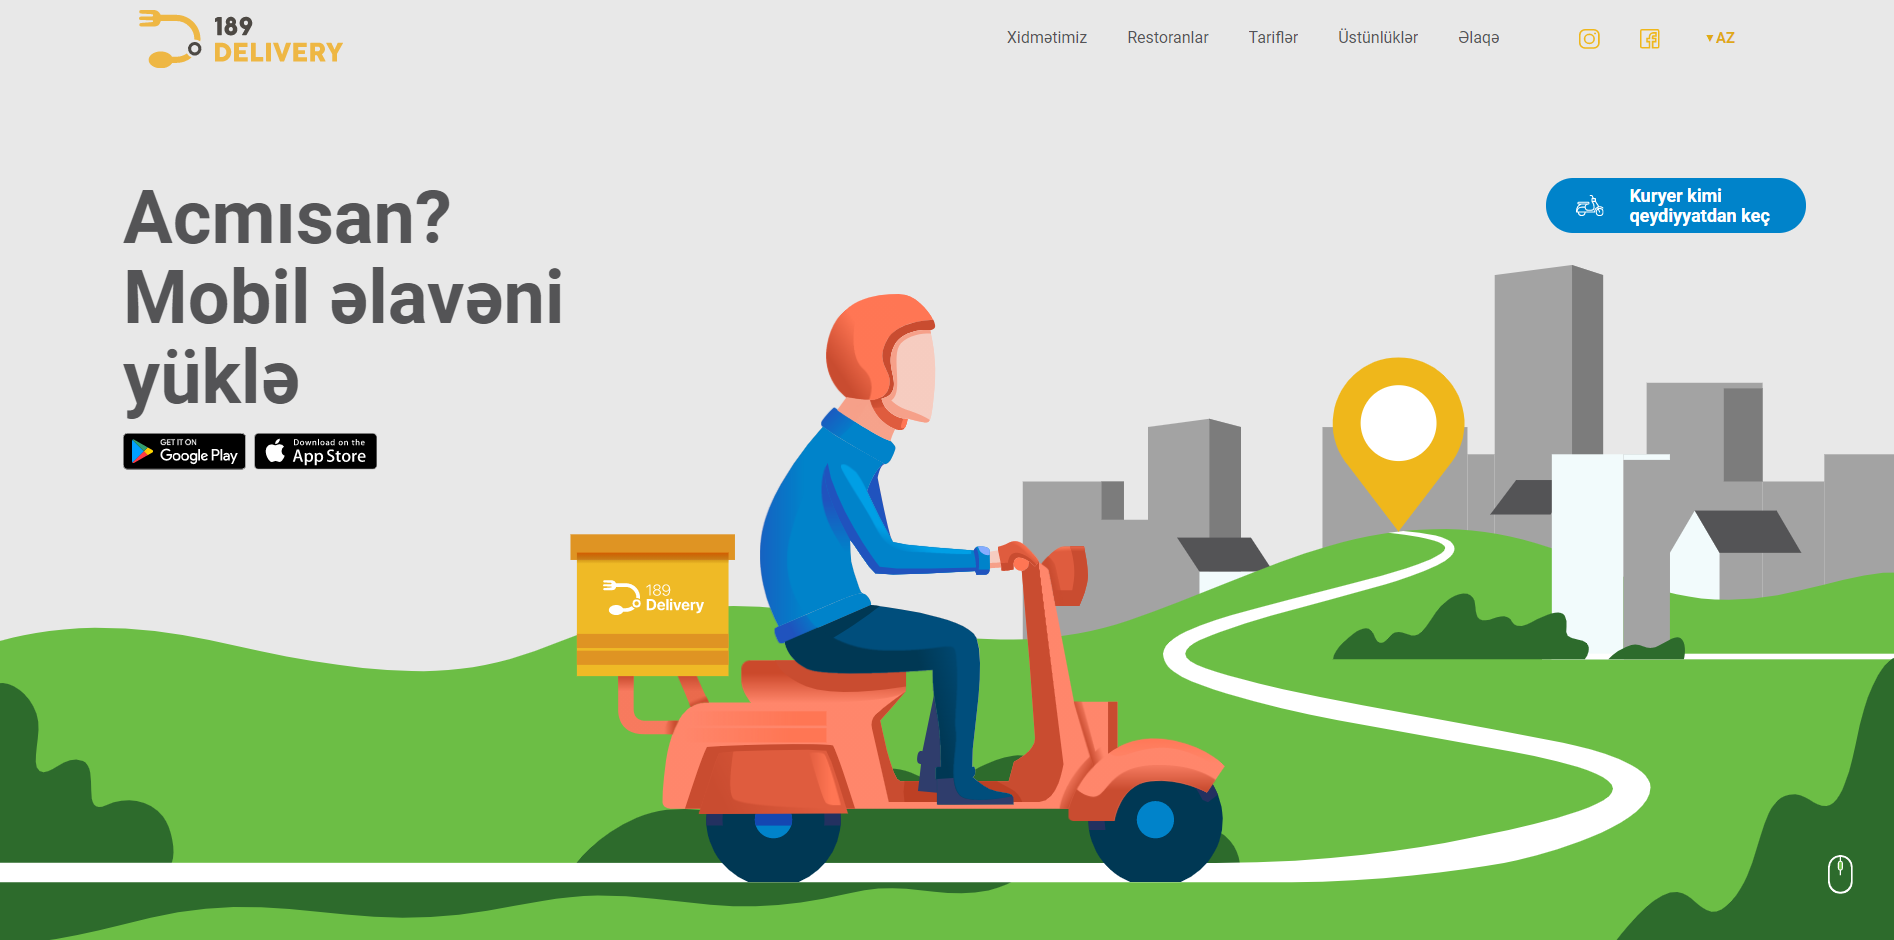 189
DELIVERY
Xidmətimiz
Restoranlar
Tariflər
Üstünlüklər
Əlaqə
▾AZ
Acmısan?
Mobil əlavəni
yüklə
Kuryer kimi
qeydiyyatdan keç
GET IT ON
Google Play
Download on the
App Store
189
Delivery